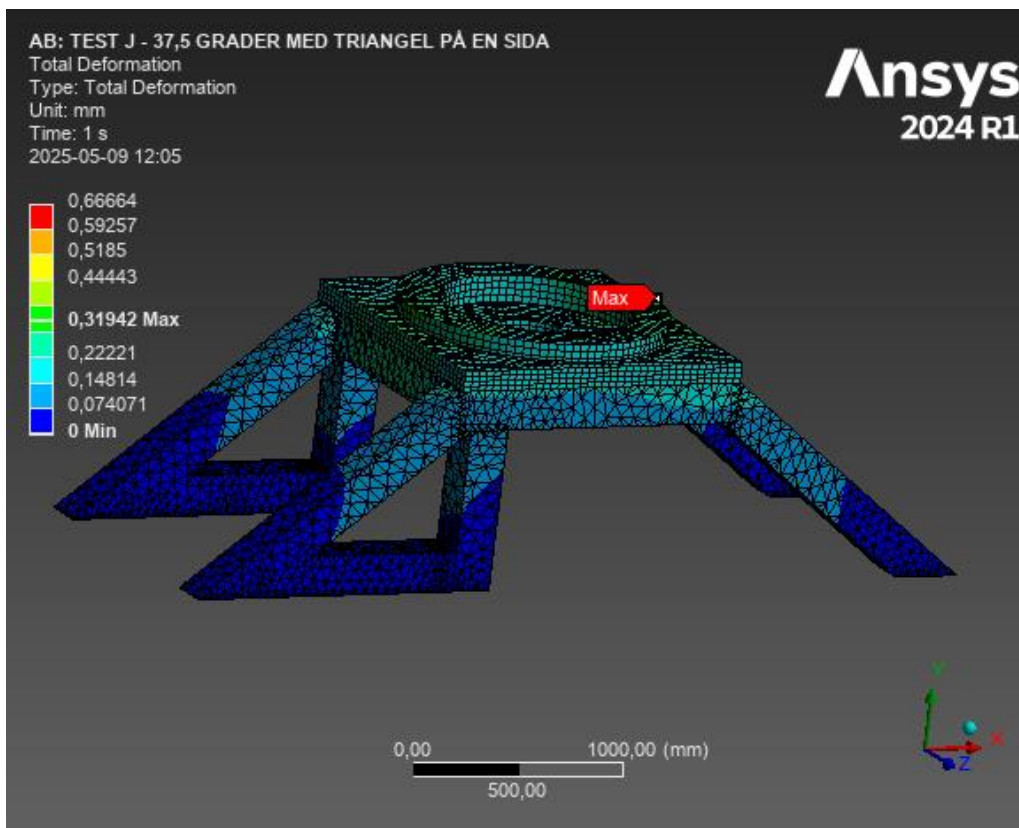 AB: TEST J - 37,5 GRADER MED TRIANGEL PÅ EN SIDA
Total Deformation
Type: Total Deformation
Unit: mm
Time: 1 s
2025-05-09 12:05
Ansys
2024 R1
0,66664
0,59257
0,5185
0,44443
0,31942 Max
0,22221
0,14814
0,074071
0 Min
Max
Y
X
Z
0,00 1000,00 (mm)
500,00